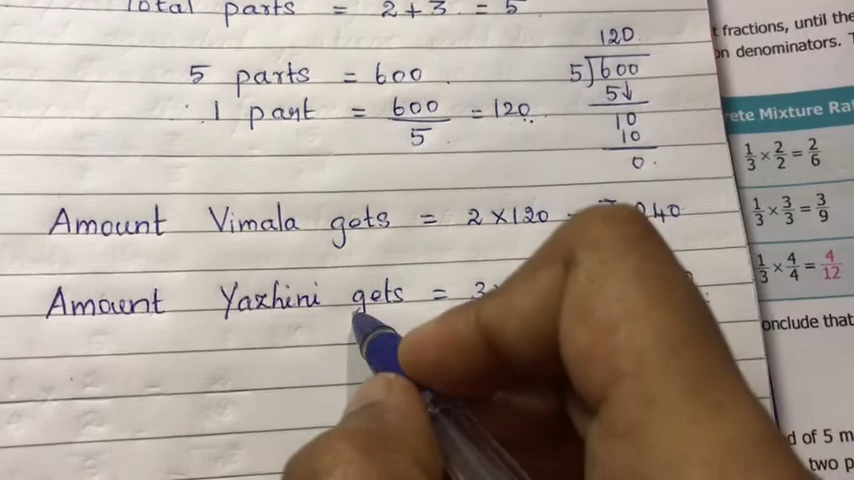 Total parts = 2 + 3 = 5
5 parts = 600
1 part = 600/5 = 120
120
5)600
5↓
10
10
0
Amount Vimala gets = 2 × 120 = 240
Amount Yazhini gets = 3
t fractions, until the
on denominators.
ete Mixture Ra
1/3 × 2/2 = 2/6
1/3 × 3/3 = 3/9
1/3 × 4/4 = 4/12
onclude that
d of 5 m
two p